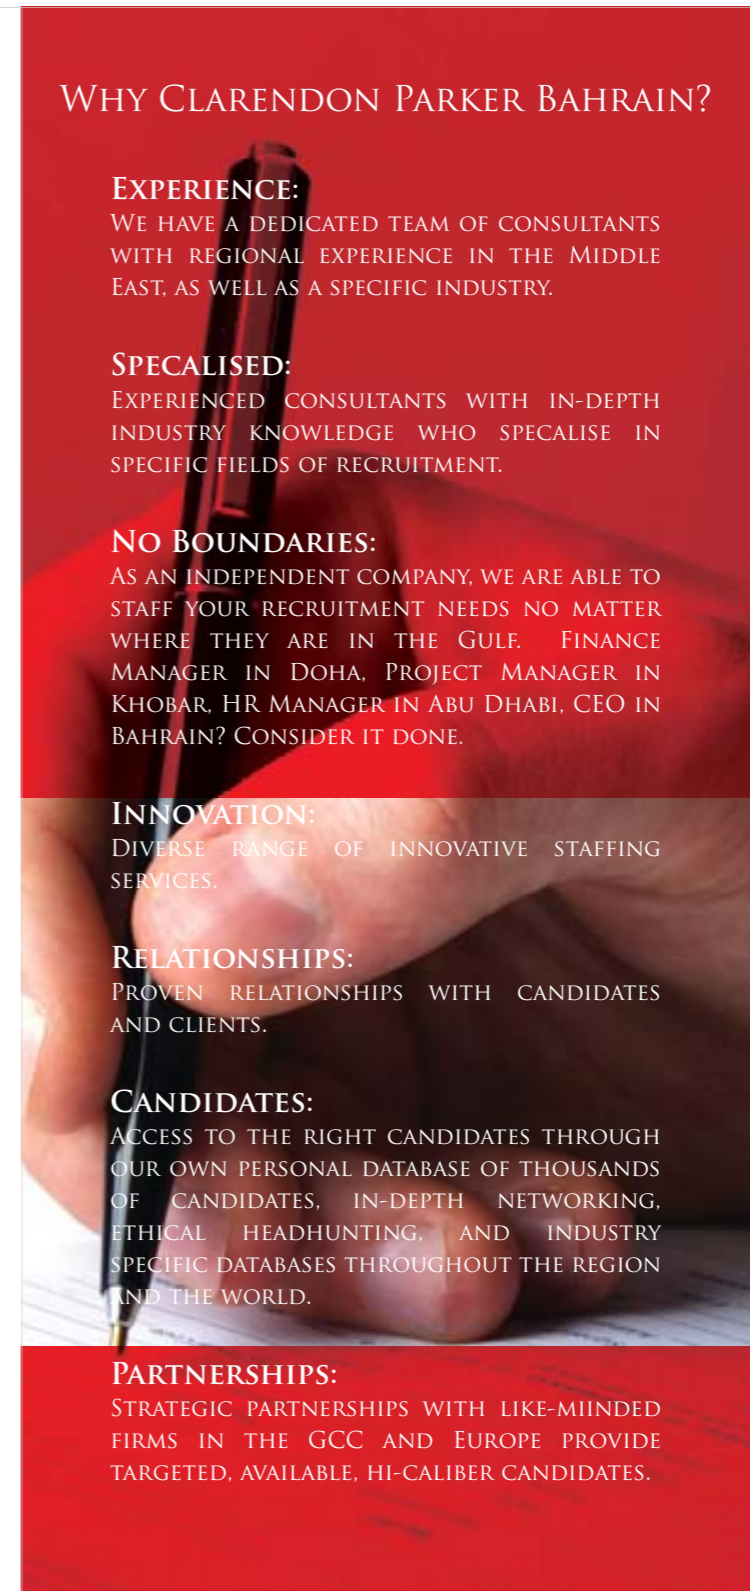 Why Clarendon Parker Bahrain?
Experience:
We have a dedicated team of consultants
with regional experience in the Middle
East, as well as a specific industry.
Specalised:
Experienced consultants with in-depth
industry knowledge who specalise in
specific fields of recruitment.
No Boundaries:
As an independent company, we are able to
staff your recruitment needs no matter
where they are in the Gulf. Finance
Manager in Doha, Project Manager in
Khobar, HR Manager in Abu Dhabi, CEO in
Bahrain? Consider it done.
Innovation:
Diverse range of innovative staffing
services.
Relationships:
Proven relationships with candidates
and clients.
Candidates:
Access to the right candidates through
our own personal database of thousands
of candidates, in-depth networking,
ethical headhunting, and industry
specific databases throughout the region
and the world.
Partnerships:
Strategic partnerships with like-miinded
firms in the GCC and Europe provide
targeted, available, hi-caliber candidates.